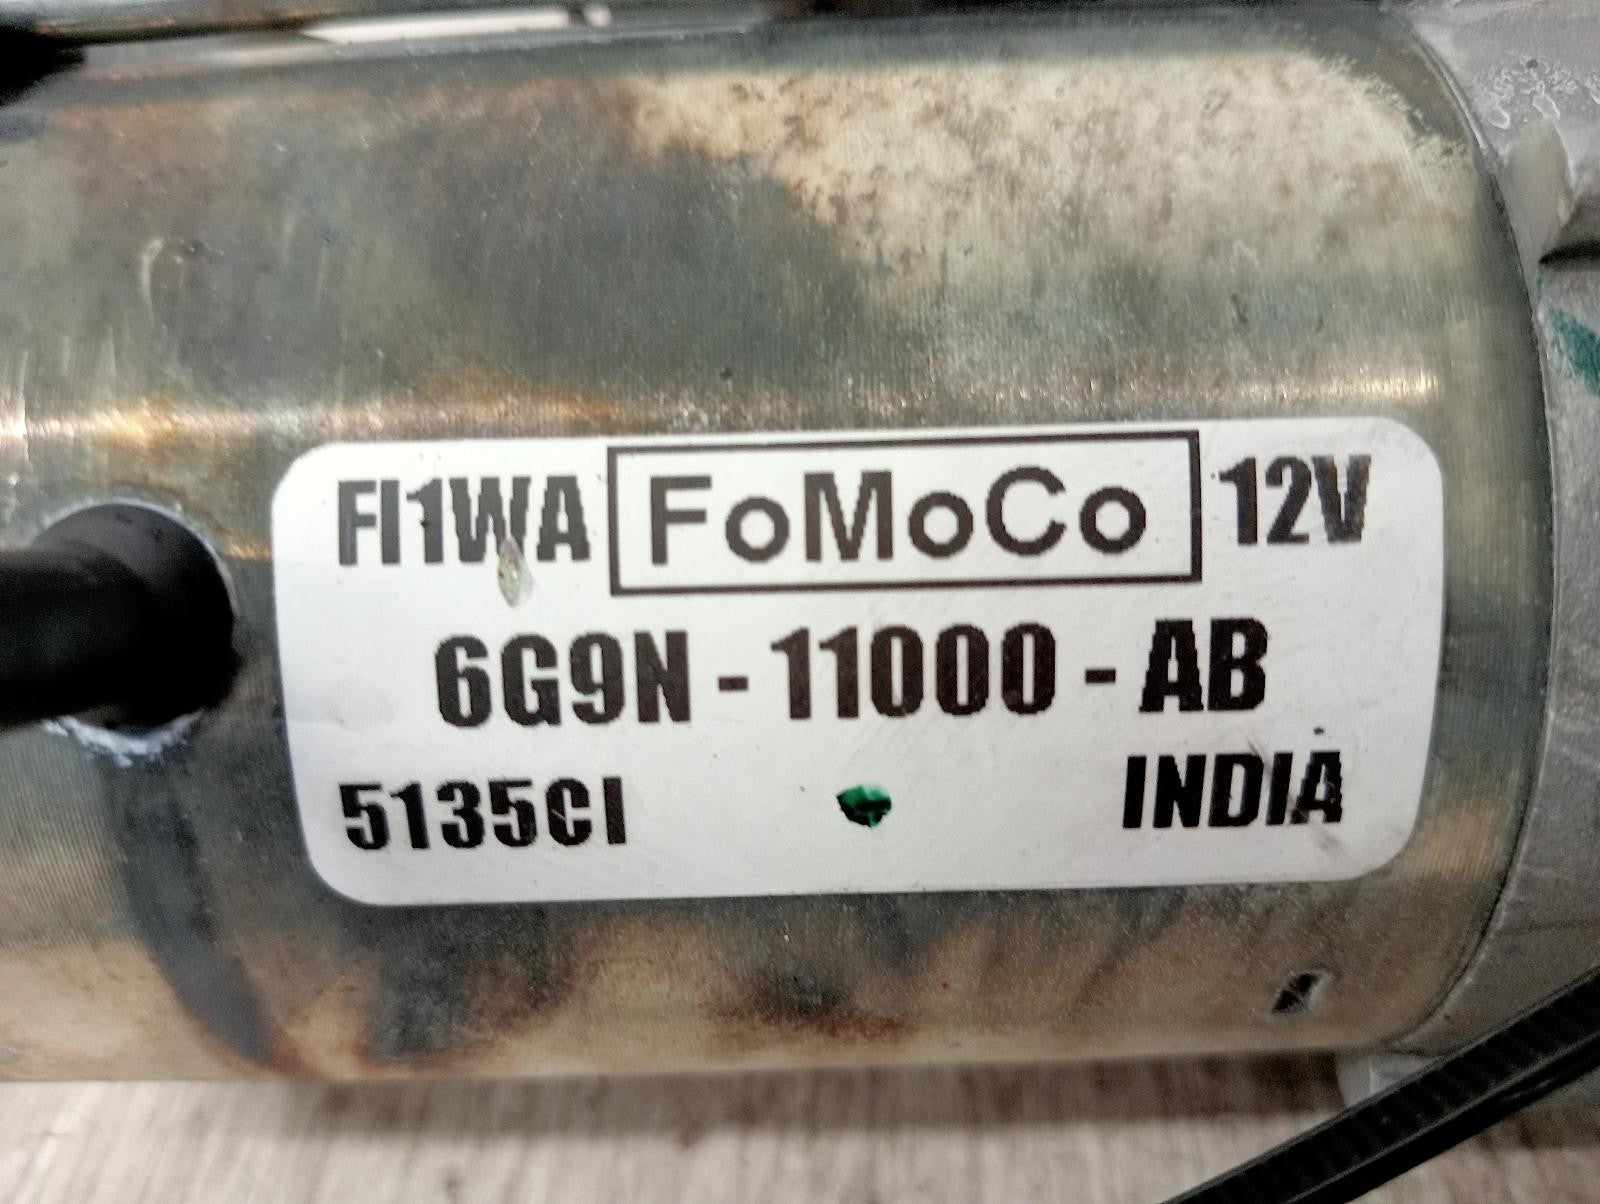 FI1WA FoMoCo 12V
6G9N - 11000 - AB
5135CI INDIA